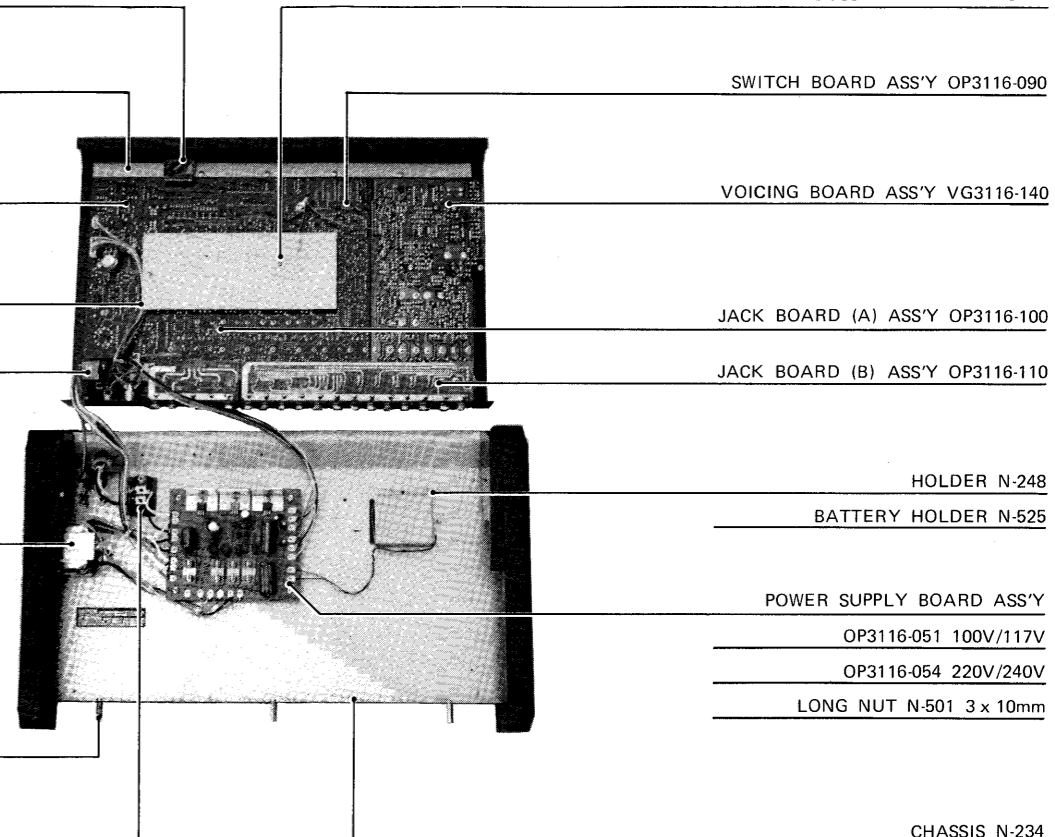 SWITCH BOARD ASS'Y OP3116-090
VOICING BOARD ASS'Y VG3116-140
JACK BOARD (A) ASS'Y OP3116-100
JACK BOARD (B) ASS'Y OP3116-110
HOLDER N-248
BATTERY HOLDER N-525
POWER SUPPLY BOARD ASS'Y
OP3116-051 100V/117V
OP3116-054 220V/240V
LONG NUT N-501 3 x 10mm
CHASSIS N-234